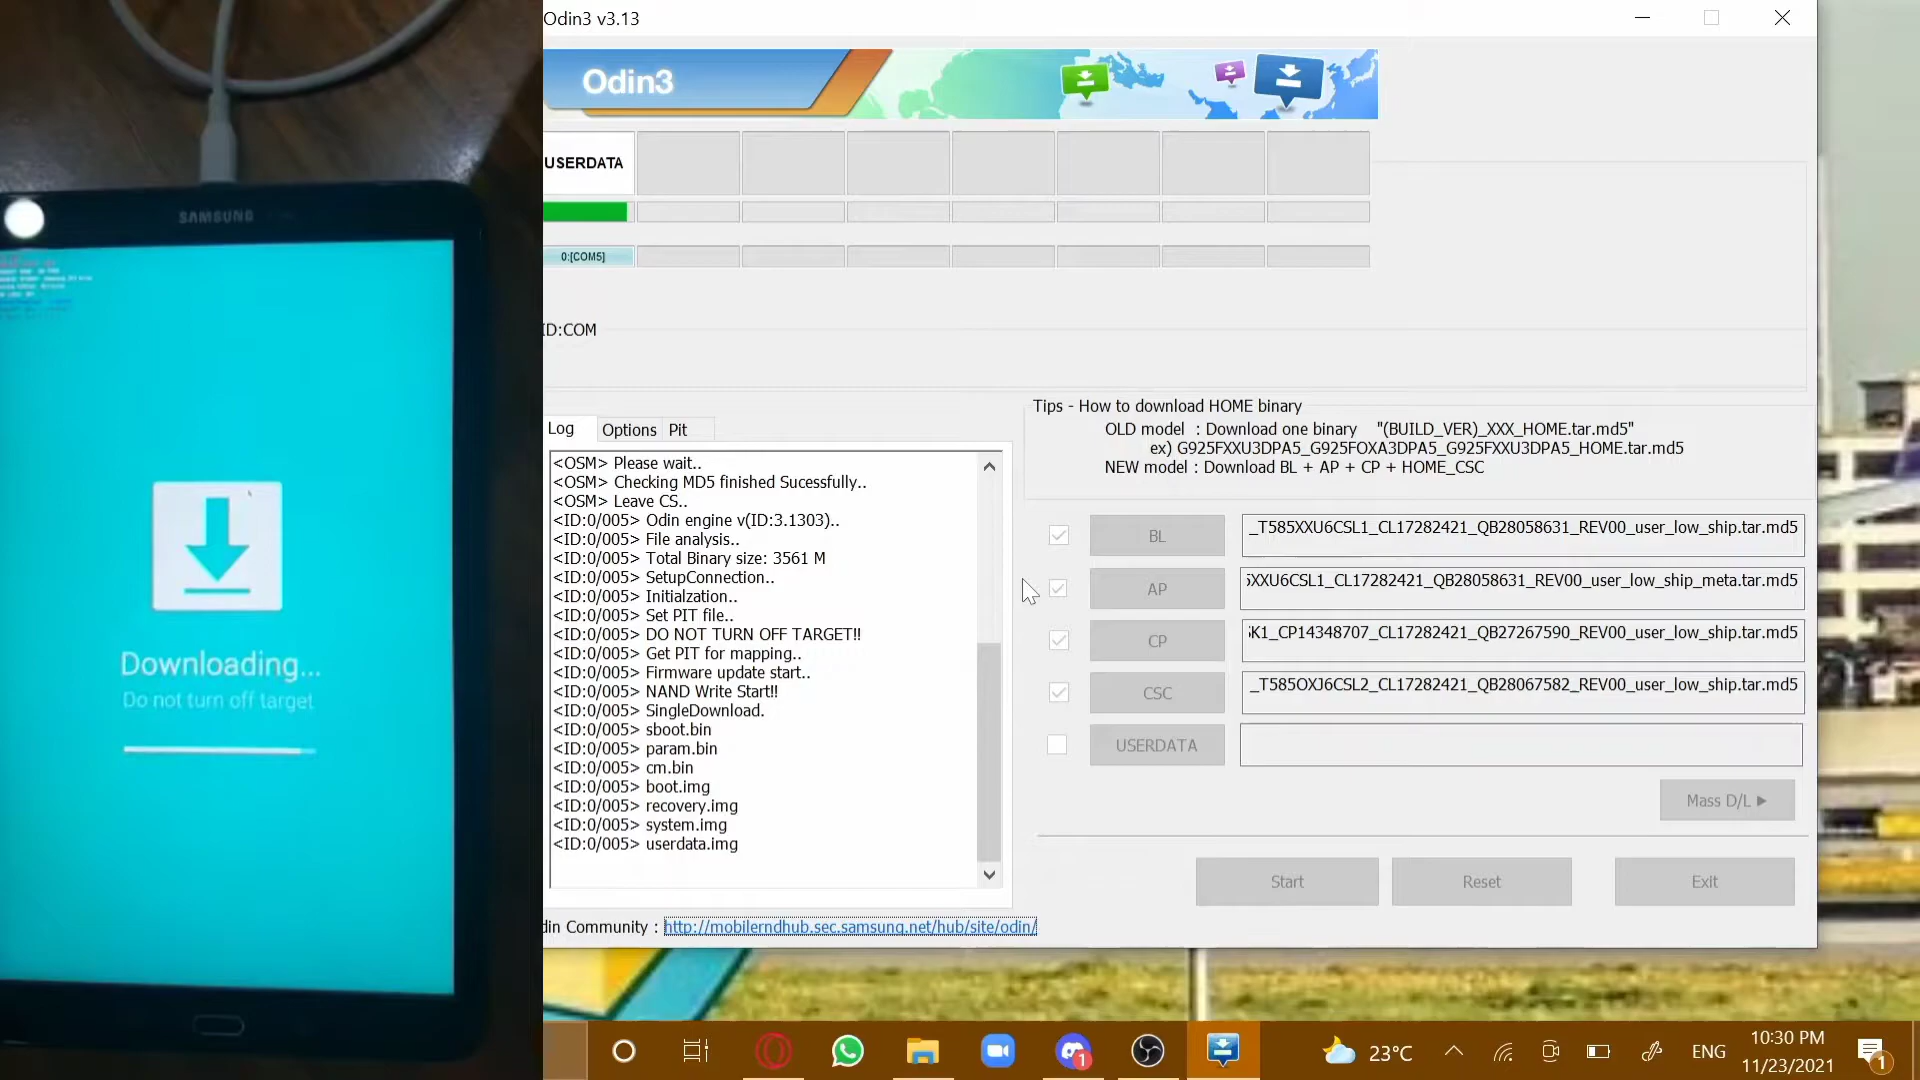 SAMSUNG
Downloading...
Do not turn off target
Odin3 v3.13
Odin3
USERDATA
0:[COM5]
ID:COM
Log
Options
Pit
<OSM> Please wait..
<OSM> Checking MD5 finished Sucessfully..
<OSM> Leave CS..
<ID:0/005> Odin engine v(ID:3.1303)..
<ID:0/005> File analysis..
<ID:0/005> Total Binary size: 3561 M
<ID:0/005> SetupConnection..
<ID:0/005> Initialzation..
<ID:0/005> Set PIT file..
<ID:0/005> DO NOT TURN OFF TARGET!!
<ID:0/005> Get PIT for mapping..
<ID:0/005> Firmware update start..
<ID:0/005> NAND Write Start!!
<ID:0/005> SingleDownload.
<ID:0/005> sboot.bin
<ID:0/005> param.bin
<ID:0/005> cm.bin
<ID:0/005> boot.img
<ID:0/005> recovery.img
<ID:0/005> system.img
<ID:0/005> userdata.img
Tips - How to download HOME binary
OLD model : Download one binary "(BUILD_VER)_XXX_HOME.tar.md5"
ex) G925FXXU3DPA5_G925FOXA3DPA5_G925FXXU3DPA5_HOME.tar.md5
NEW model : Download BL + AP + CP + HOME_CSC
BL
_T585XXU6CSL1_CL17282421_QB28058631_REV00_user_low_ship.tar.md5
AP
XXU6CSL1_CL17282421_QB28058631_REV00_user_low_ship_meta.tar.md5
CP
K1_CP14348707_CL17282421_QB27267590_REV00_user_low_ship.tar.md5
CSC
_T585OXJ6CSL2_CL17282421_QB28067582_REV00_user_low_ship.tar.md5
USERDATA
Mass D/L
Start
Reset
Exit
din Community : http://mobilerndhub.sec.samsung.net/hub/site/odin/
1
23°C
ENG
10:30 PM
11/23/2021
1